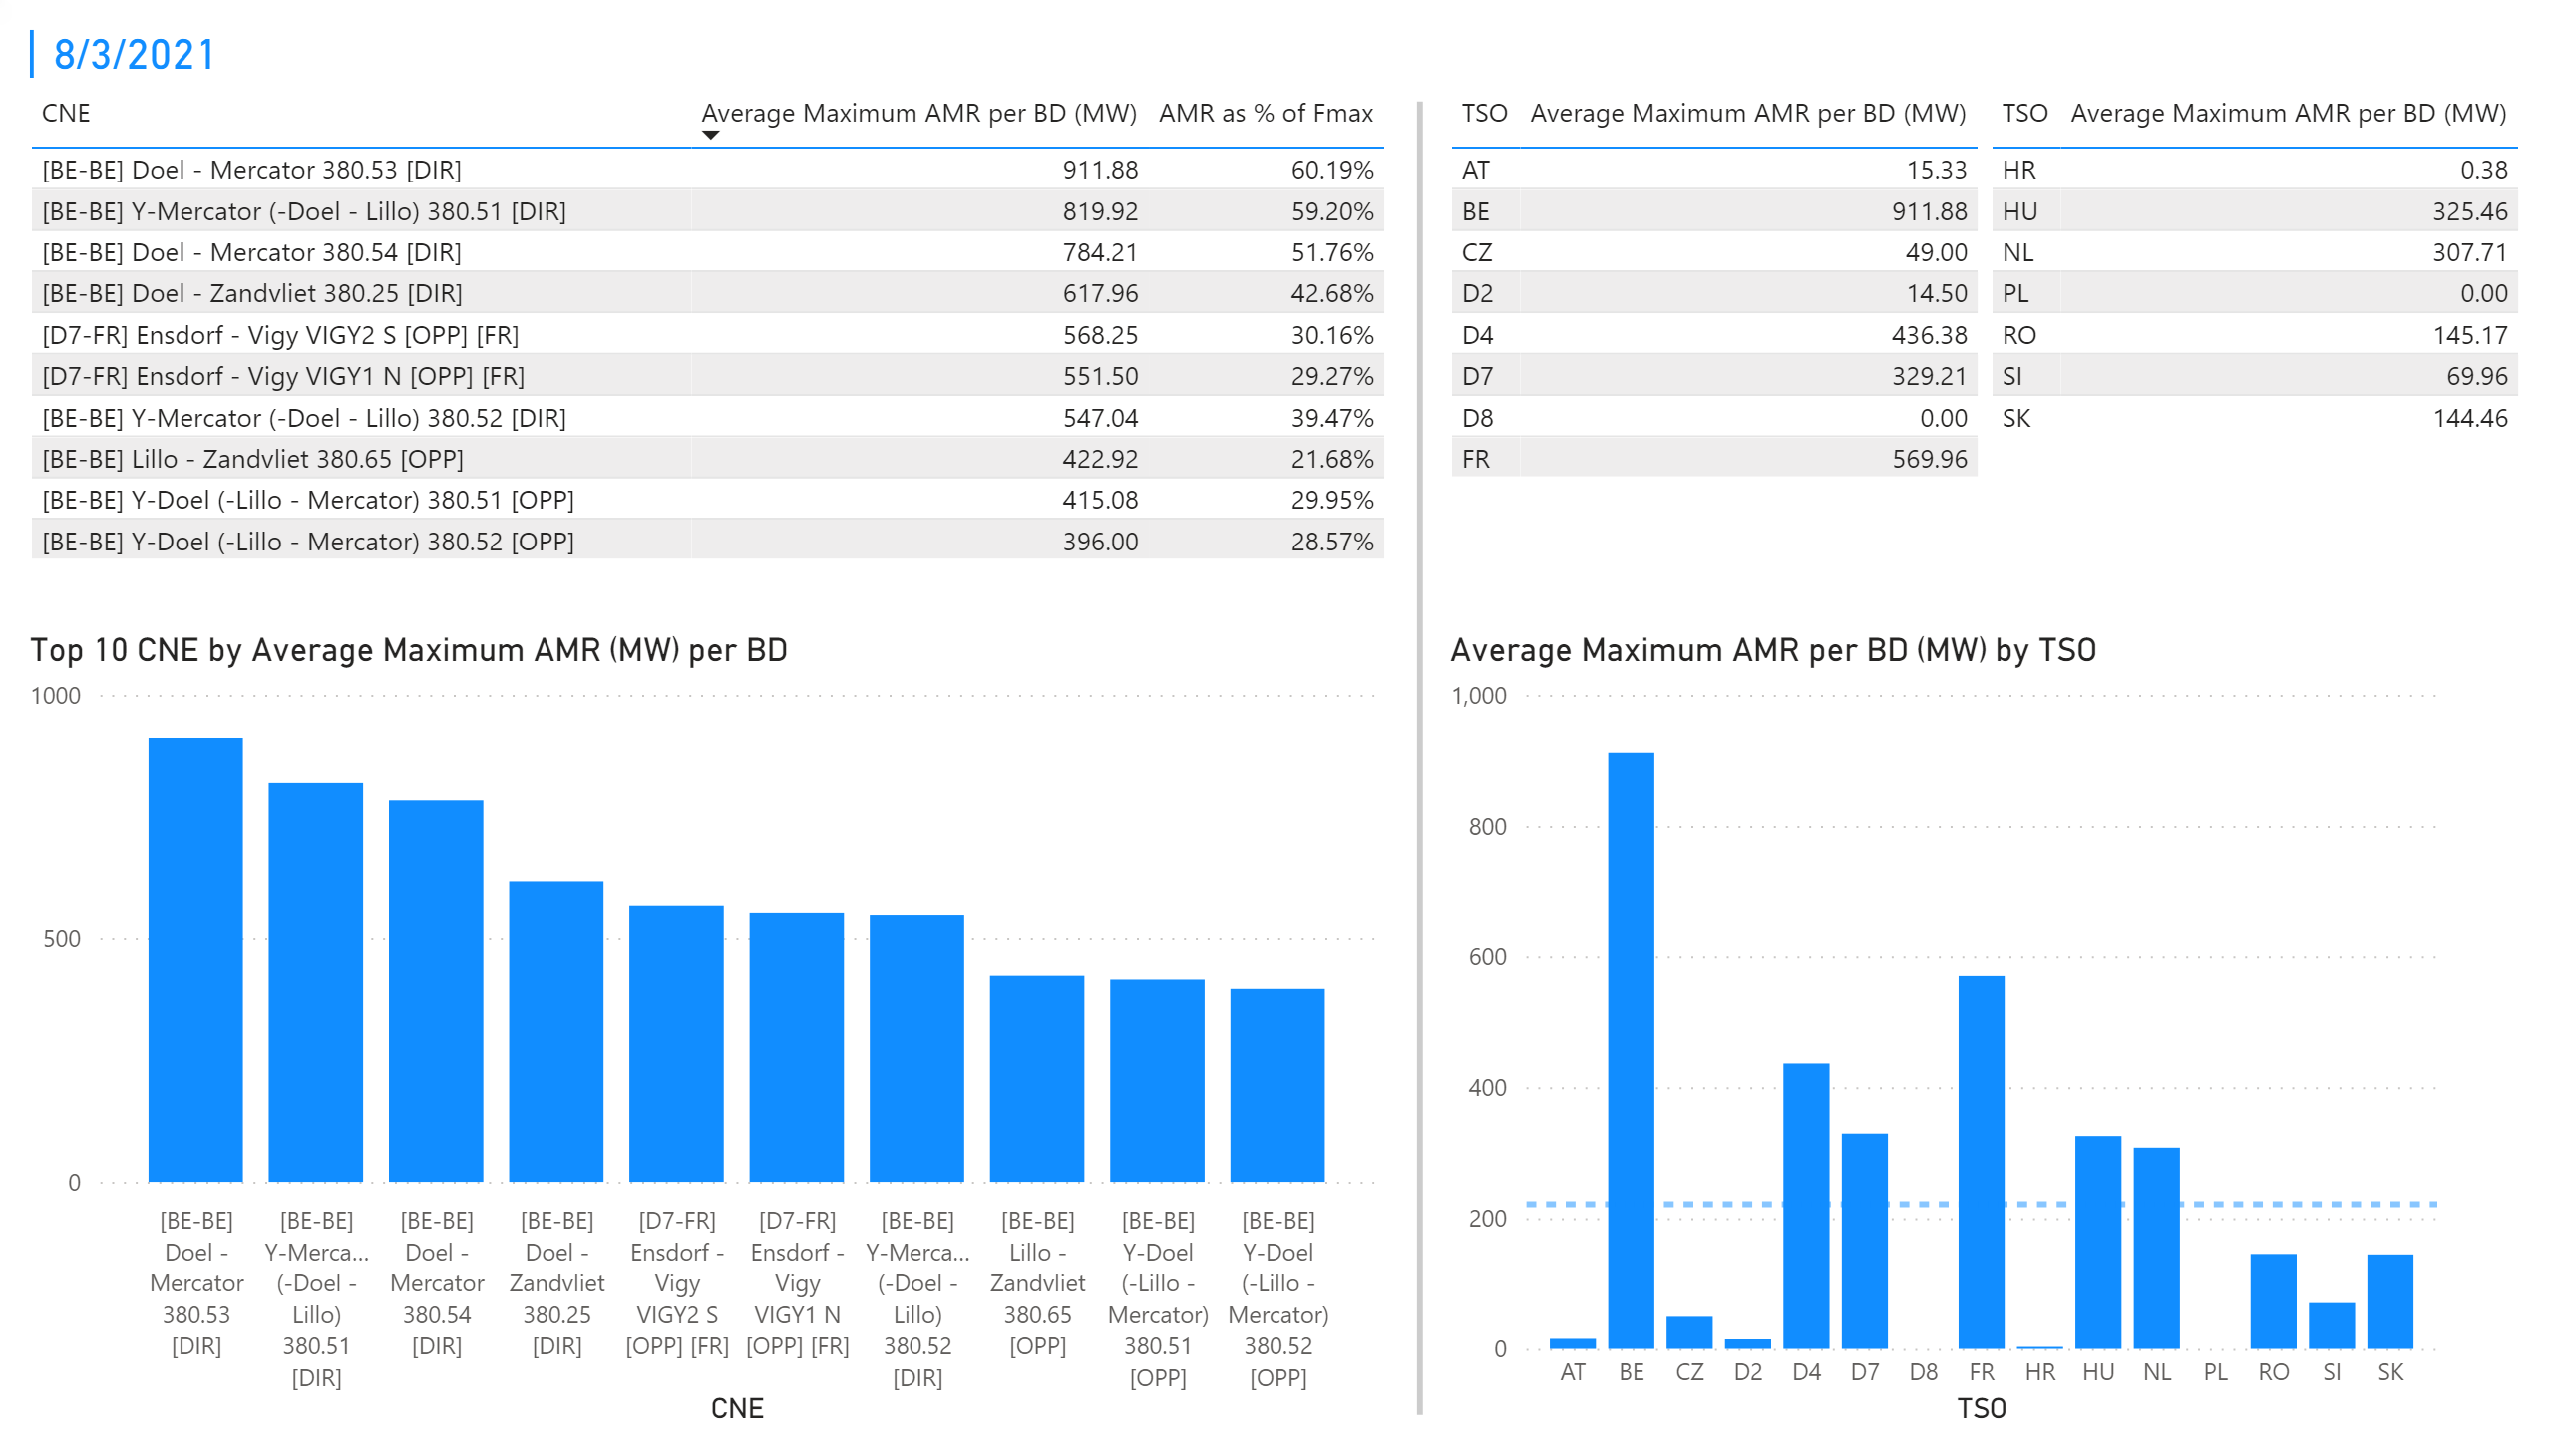 8/3/2021
CNE Average Maximum AMR per BD (MW) AMR as % of Fmax
[BE-BE] Doel - Mercator 380.53 [DIR] 911.88 60.19%
[BE-BE] Y-Mercator (-Doel - Lillo) 380.51 [DIR] 819.92 59.20%
[BE-BE] Doel - Mercator 380.54 [DIR] 784.21 51.76%
[BE-BE] Doel - Zandvliet 380.25 [DIR] 617.96 42.68%
[D7-FR] Ensdorf - Vigy VIGY2 S [OPP] [FR] 568.25 30.16%
[D7-FR] Ensdorf - Vigy VIGY1 N [OPP] [FR] 551.50 29.27%
[BE-BE] Y-Mercator (-Doel - Lillo) 380.52 [DIR] 547.04 39.47%
[BE-BE] Lillo - Zandvliet 380.65 [OPP] 422.92 21.68%
[BE-BE] Y-Doel (-Lillo - Mercator) 380.51 [OPP] 415.08 29.95%
[BE-BE] Y-Doel (-Lillo - Mercator) 380.52 [OPP] 396.00 28.57%
TSO Average Maximum AMR per BD (MW)
AT 15.33
BE 911.88
CZ 49.00
D2 14.50
D4 436.38
D7 329.21
D8 0.00
FR 569.96
TSO Average Maximum AMR per BD (MW)
HR 0.38
HU 325.46
NL 307.71
PL 0.00
RO 145.17
SI 69.96
SK 144.46
Top 10 CNE by Average Maximum AMR (MW) per BD
1000
500
0
[BE-BE]
Doel -
Mercator
380.53
[DIR]
[BE-BE]
Y-Merca...
(-Doel -
Lillo)
380.51
[DIR]
[BE-BE]
Doel -
Mercator
380.54
[DIR]
[BE-BE]
Doel -
Zandvliet
380.25
[DIR]
[D7-FR]
Ensdorf -
Vigy
VIGY2 S
[OPP] [FR]
[D7-FR]
Ensdorf -
Vigy
VIGY1 N
[OPP] [FR]
[BE-BE]
Y-Merca...
(-Doel -
Lillo)
380.52
[DIR]
[BE-BE]
Lillo -
Zandvliet
380.65
[OPP]
[BE-BE]
Y-Doel
(-Lillo -
Mercator)
380.51
[OPP]
[BE-BE]
Y-Doel
(-Lillo -
Mercator)
380.52
[OPP]
CNE
Average Maximum AMR per BD (MW) by TSO
1,000
800
600
400
200
0
AT BE CZ D2 D4 D7 D8 FR HR HU NL PL RO SI SK
TSO